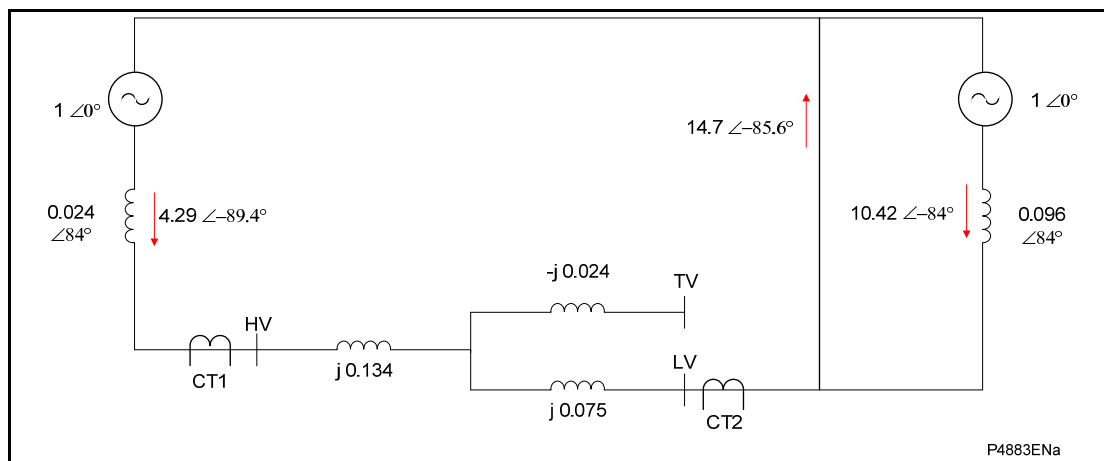 1 ∠0°
14.7 ∠–85.6°
1 ∠0°
0.024
∠84°
4.29 ∠–89.4°
10.42 ∠–84°
0.096
∠84°
-j 0.024
TV
HV
CT1
j 0.134
LV
j 0.075
CT2
P4883ENa